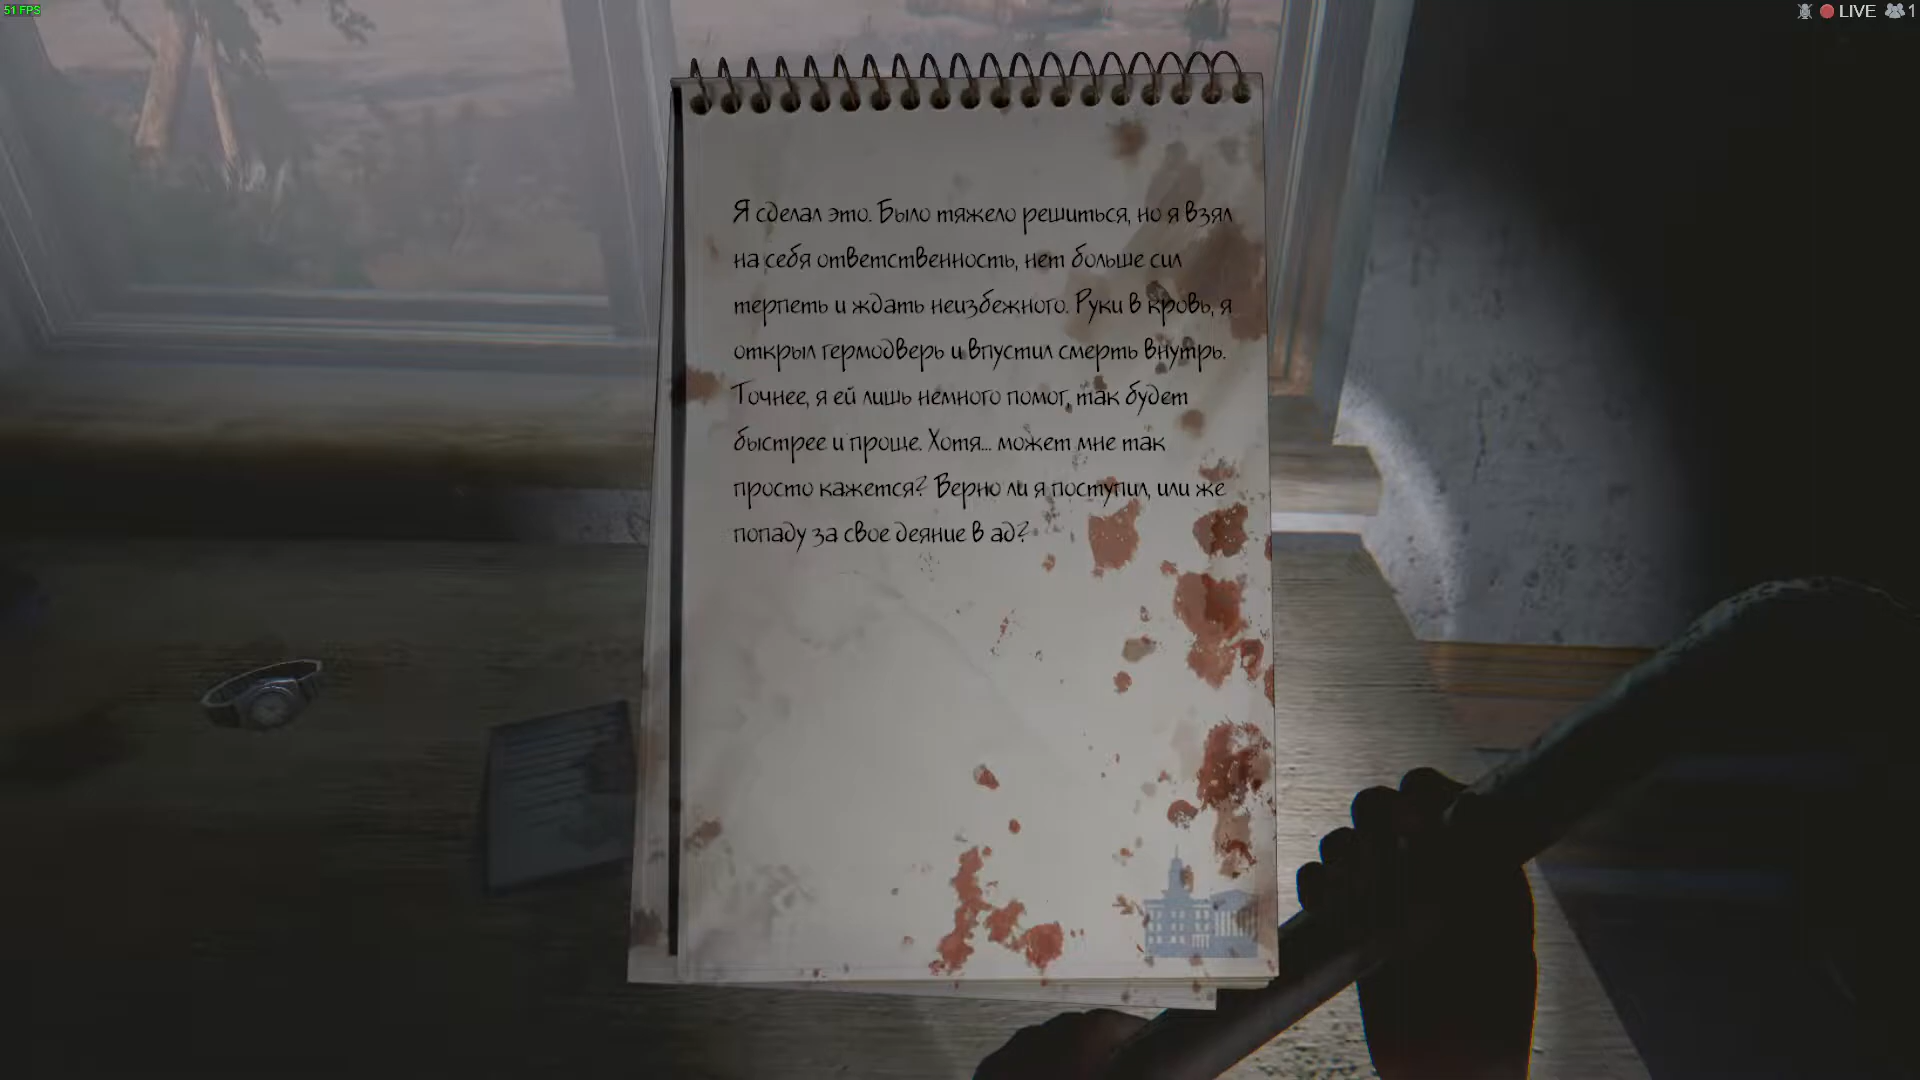 51 FPS
LIVE 1
Я сделал это. Было тяжело решиться, но я взял
на себя ответственность, нет больше сил
терпеть и ждать неизбежного. Руки в кровь, я
открыл гермодверь и впустил смерть внутрь.
Точнее, я ей лишь немного помог, так будет
быстрее и проще. Хотя... может мне так
просто кажется? Верно ли я поступил, или же
попаду за свое деяние в ад?